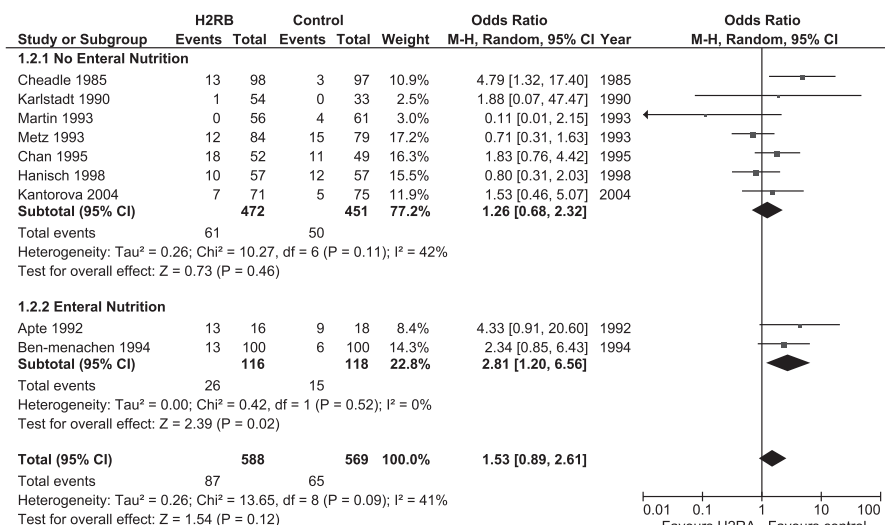 H2RB Control Odds Ratio Odds Ratio
Study or Subgroup Events Total Events Total Weight M-H, Random, 95% CI Year M-H, Random, 95% CI
1.2.1 No Enteral Nutrition
Cheadle 1985 13 98 3 97 10.9% 4.79 [1.32, 17.40] 1985
Karlstadt 1990 1 54 0 33 2.5% 1.88 [0.07, 47.47] 1990
Martin 1993 0 56 4 61 3.0% 0.11 [0.01, 2.15] 1993
Metz 1993 12 84 15 79 17.2% 0.71 [0.31, 1.63] 1993
Chan 1995 18 52 11 49 16.3% 1.83 [0.76, 4.42] 1995
Hanisch 1998 10 57 12 57 15.5% 0.80 [0.31, 2.03] 1998
Kantorova 2004 7 71 5 75 11.9% 1.53 [0.46, 5.07] 2004
Subtotal (95% CI) 472 451 77.2% 1.26 [0.68, 2.32]
Total events 61 50
Heterogeneity: Tau² = 0.26; Chi² = 10.27, df = 6 (P = 0.11); I² = 42%
Test for overall effect: Z = 0.73 (P = 0.46)
1.2.2 Enteral Nutrition
Apte 1992 13 16 9 18 8.4% 4.33 [0.91, 20.60] 1992
Ben-menachen 1994 13 100 6 100 14.3% 2.34 [0.85, 6.43] 1994
Subtotal (95% CI) 116 118 22.8% 2.81 [1.20, 6.56]
Total events 26 15
Heterogeneity: Tau² = 0.00; Chi² = 0.42, df = 1 (P = 0.52); I² = 0%
Test for overall effect: Z = 2.39 (P = 0.02)
Total (95% CI) 588 569 100.0% 1.53 [0.89, 2.61]
Total events 87 65
Heterogeneity: Tau² = 0.26; Chi² = 13.65, df = 8 (P = 0.09); I² = 41%
Test for overall effect: Z = 1.54 (P = 0.12)
0.01 0.1 1 10 100
Favours H2RA Favours control